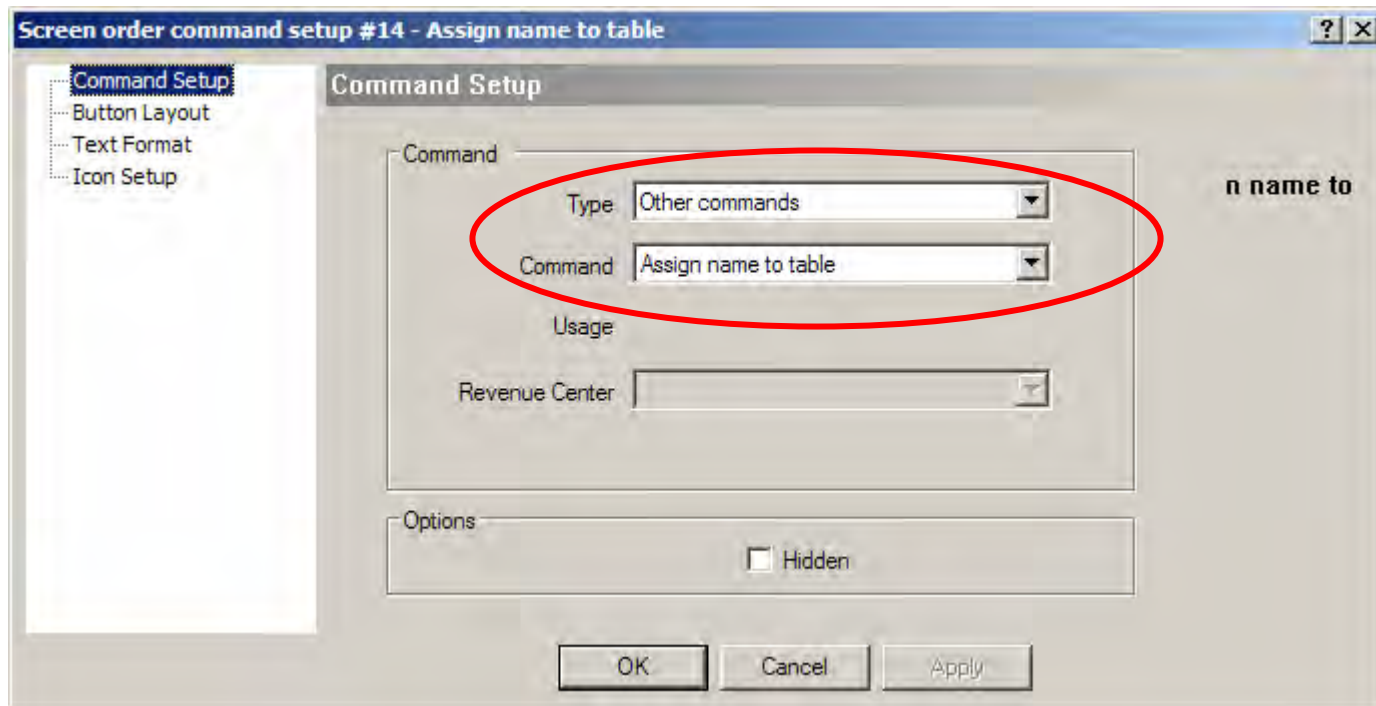 Screen order command setup #14 - Assign name to table
Command Setup
Button Layout
Text Format
Icon Setup
Command Setup
Command
Type Other commands
Command Assign name to table
Usage
Revenue Center
n name to
Options
Hidden
OK Cancel Apply